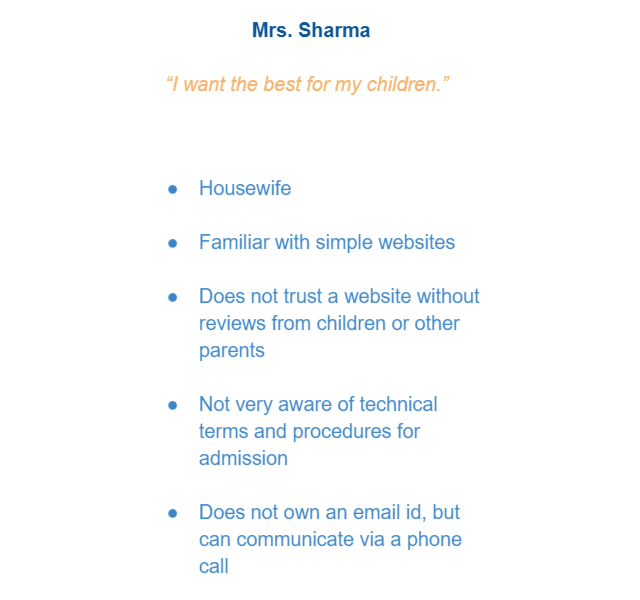 Mrs. Sharma
“I want the best for my children.”
● Housewife
● Familiar with simple websites
● Does not trust a website without
reviews from children or other
parents
● Not very aware of technical
terms and procedures for
admission
● Does not own an email id, but
can communicate via a phone
call